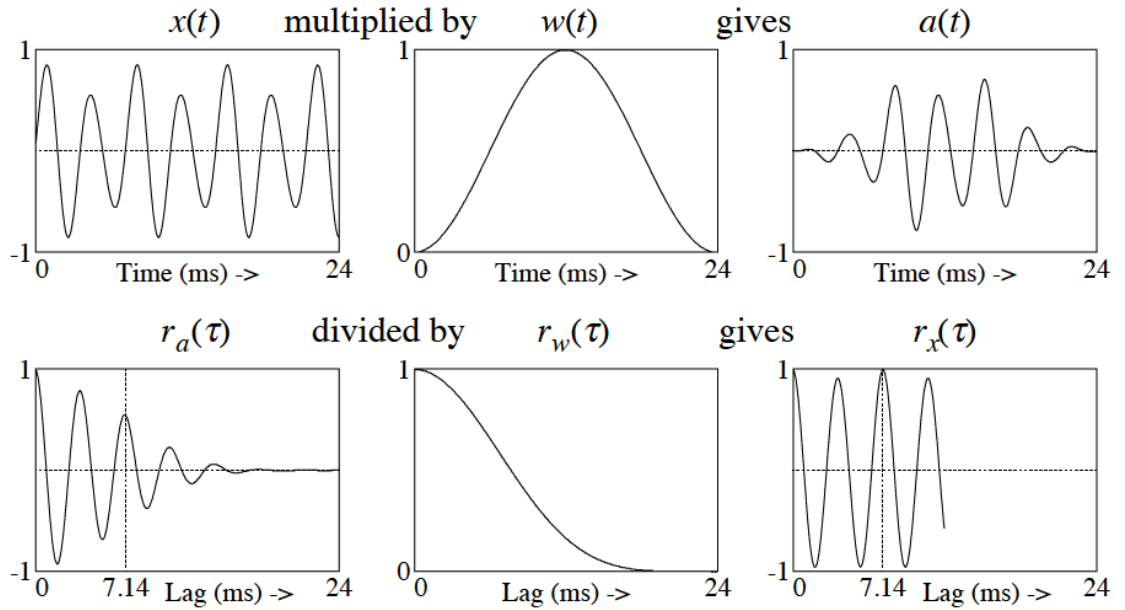 x(t) multiplied by w(t) gives a(t)
1 1 1
-1 0 -1
0 Time (ms) -> 24 0 Time (ms) -> 24 0 Time (ms) -> 24
r_a(τ) divided by r_w(τ) gives r_x(τ)
1 1 1
-1 0 -1
0 7.14 Lag (ms) -> 24 0 Lag (ms) -> 24 0 7.14 Lag (ms) -> 24